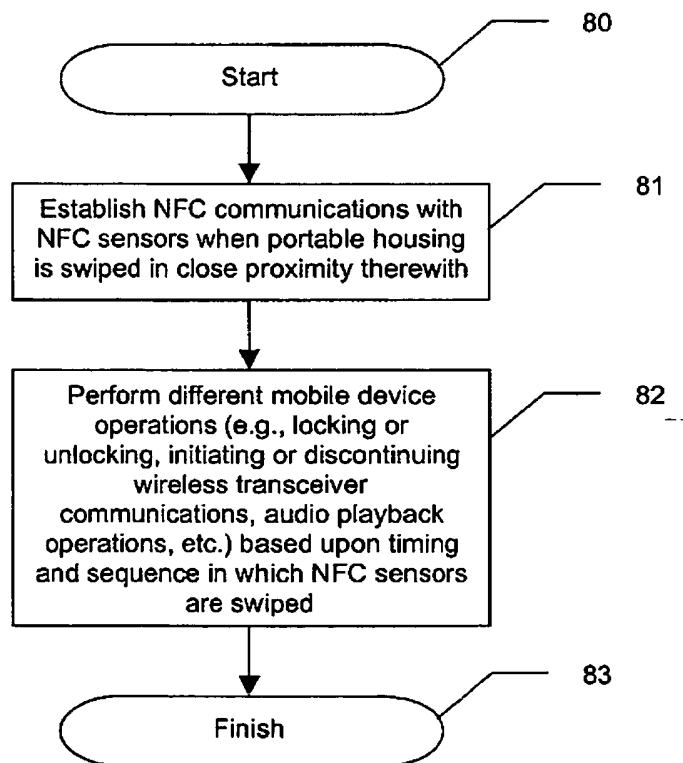 80
Start
81
Establish NFC communications with
NFC sensors when portable housing
is swiped in close proximity therewith
82
Perform different mobile device
operations (e.g., locking or
unlocking, initiating or discontinuing
wireless transceiver
communications, audio playback
operations, etc.) based upon timing
and sequence in which NFC sensors
are swiped
83
Finish